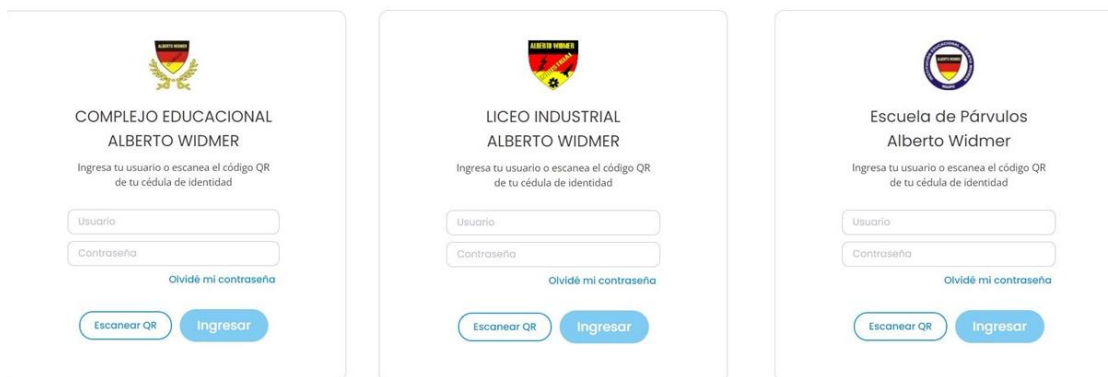 ALBERTO WIDMER
COMPLEJO EDUCACIONAL
ALBERTO WIDMER
Ingresa tu usuario o escanea el código QR
de tu cédula de identidad
Usuario
Contraseña
Olvidé mi contraseña
Escanear QR
Ingresar
ALBERTO WIDMER
INDUSTRIAL
LICEO INDUSTRIAL
ALBERTO WIDMER
Ingresa tu usuario o escanea el código QR
de tu cédula de identidad
Usuario
Contraseña
Olvidé mi contraseña
Escanear QR
Ingresar
ALBERTO WIDMER
Escuela de Párvulos
Alberto Widmer
Ingresa tu usuario o escanea el código QR
de tu cédula de identidad
Usuario
Contraseña
Olvidé mi contraseña
Escanear QR
Ingresar